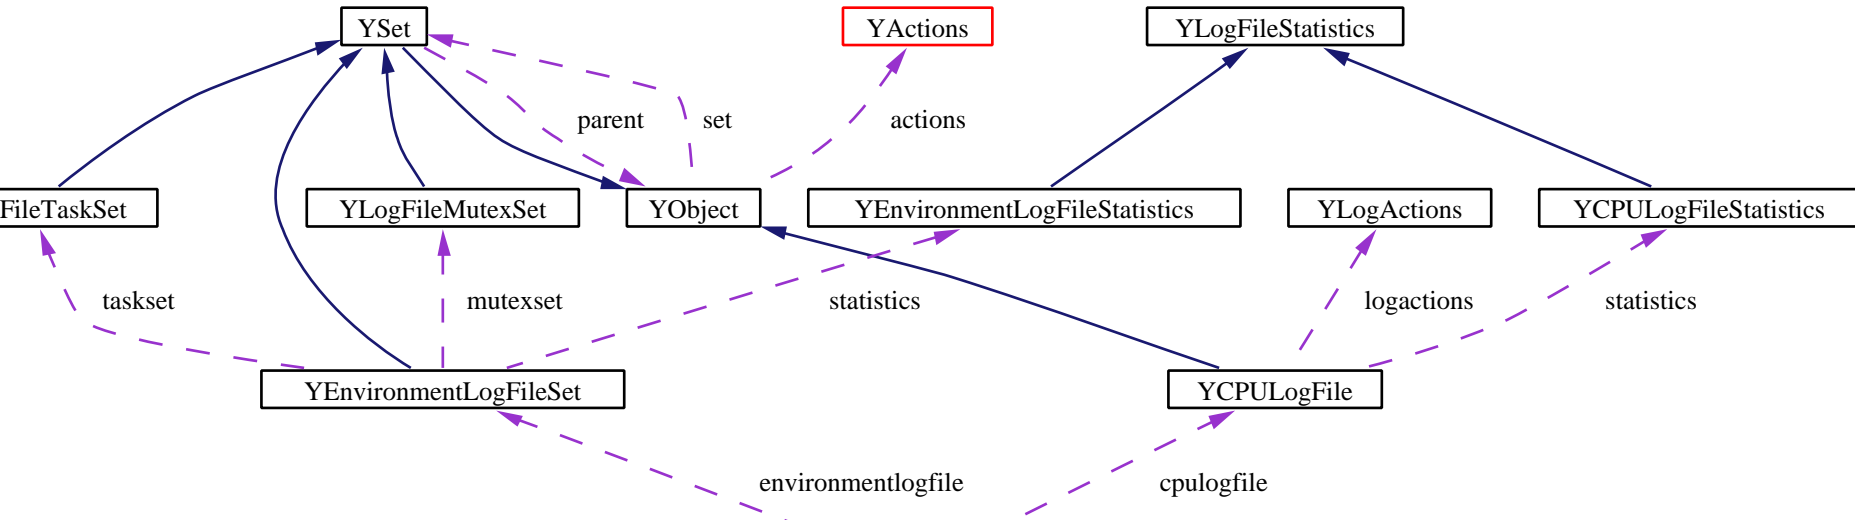 YSet
YActions
YLogFileStatistics
parent
set
actions
FileTaskSet
YLogFileMutexSet
YObject
YEnvironmentLogFileStatistics
YLogActions
YCPULogFileStatistics
taskset
mutexset
statistics
logactions
statistics
YEnvironmentLogFileSet
YCPULogFile
environmentlogfile
cpulogfile